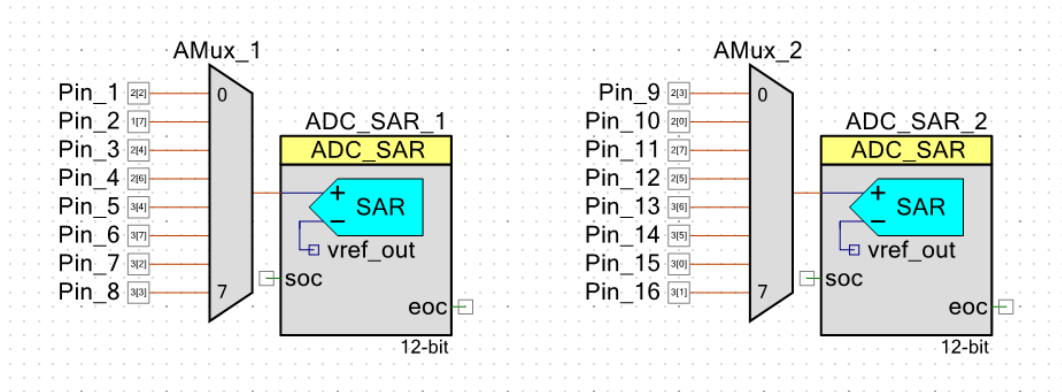 AMux_1
Pin_1 2[2] 0
Pin_2 1[7]
Pin_3 2[4]
Pin_4 2[6]
Pin_5 3[4]
Pin_6 3[7]
Pin_7 3[2]
Pin_8 3[3] 7
ADC_SAR_1
ADC_SAR
+
SAR
−
vref_out
soc
eoc
12-bit
AMux_2
Pin_9 2[3] 0
Pin_10 2[0]
Pin_11 2[7]
Pin_12 2[5]
Pin_13 3[6]
Pin_14 3[5]
Pin_15 3[0]
Pin_16 3[1] 7
ADC_SAR_2
ADC_SAR
+
SAR
−
vref_out
soc
eoc
12-bit